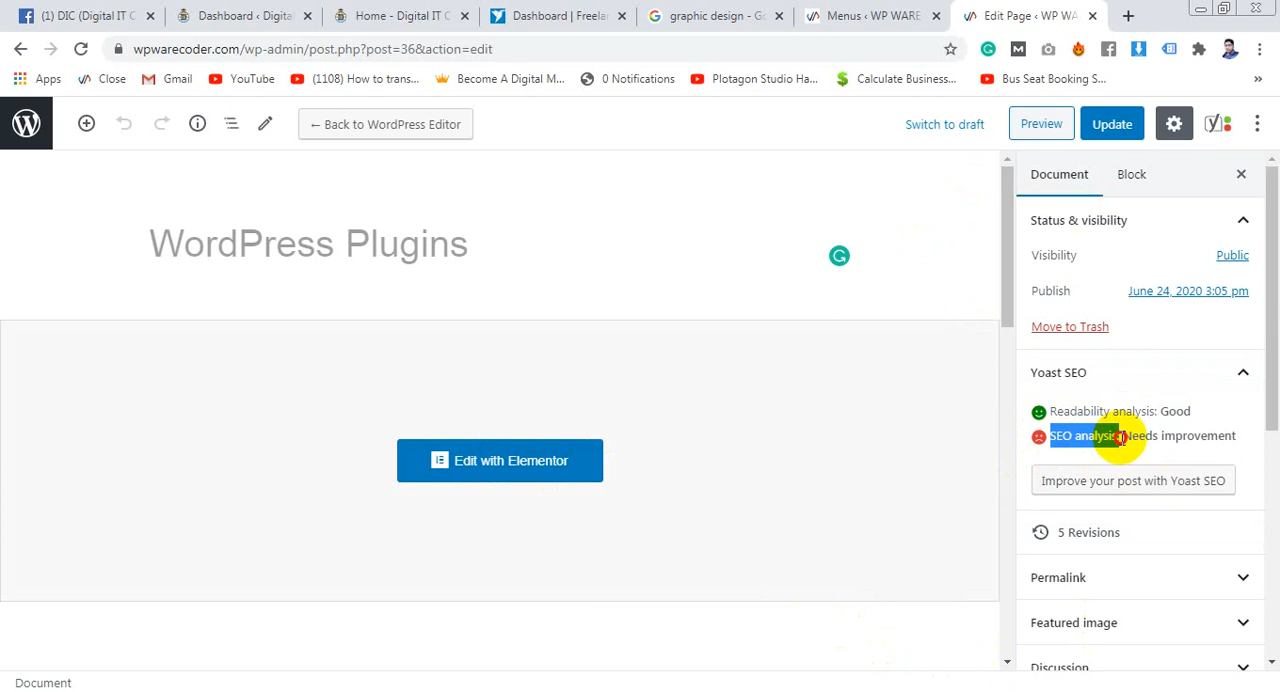 (1) DIC (Digital IT C
Dashboard ‹ Digita
Home - Digital IT C
Dashboard | Freelan
graphic design - Go
Menus ‹ WP WARE
Edit Page ‹ WP WA
wpwarecoder.com/wp-admin/post.php?post=36&action=edit
Apps
Close
Gmail
YouTube
(1108) How to trans...
Become A Digital M...
0 Notifications
Plotagon Studio Ha...
Calculate Business...
Bus Seat Booking S...
»
← Back to WordPress Editor
Switch to draft
Preview
Update
Document
Block
Status & visibility
WordPress Plugins
Visibility
Public
Publish
June 24, 2020 3:05 pm
Move to Trash
Yoast SEO
Readability analysis: Good
SEO analysis: Needs improvement
Edit with Elementor
Improve your post with Yoast SEO
5 Revisions
Permalink
Featured image
Discussion
Document